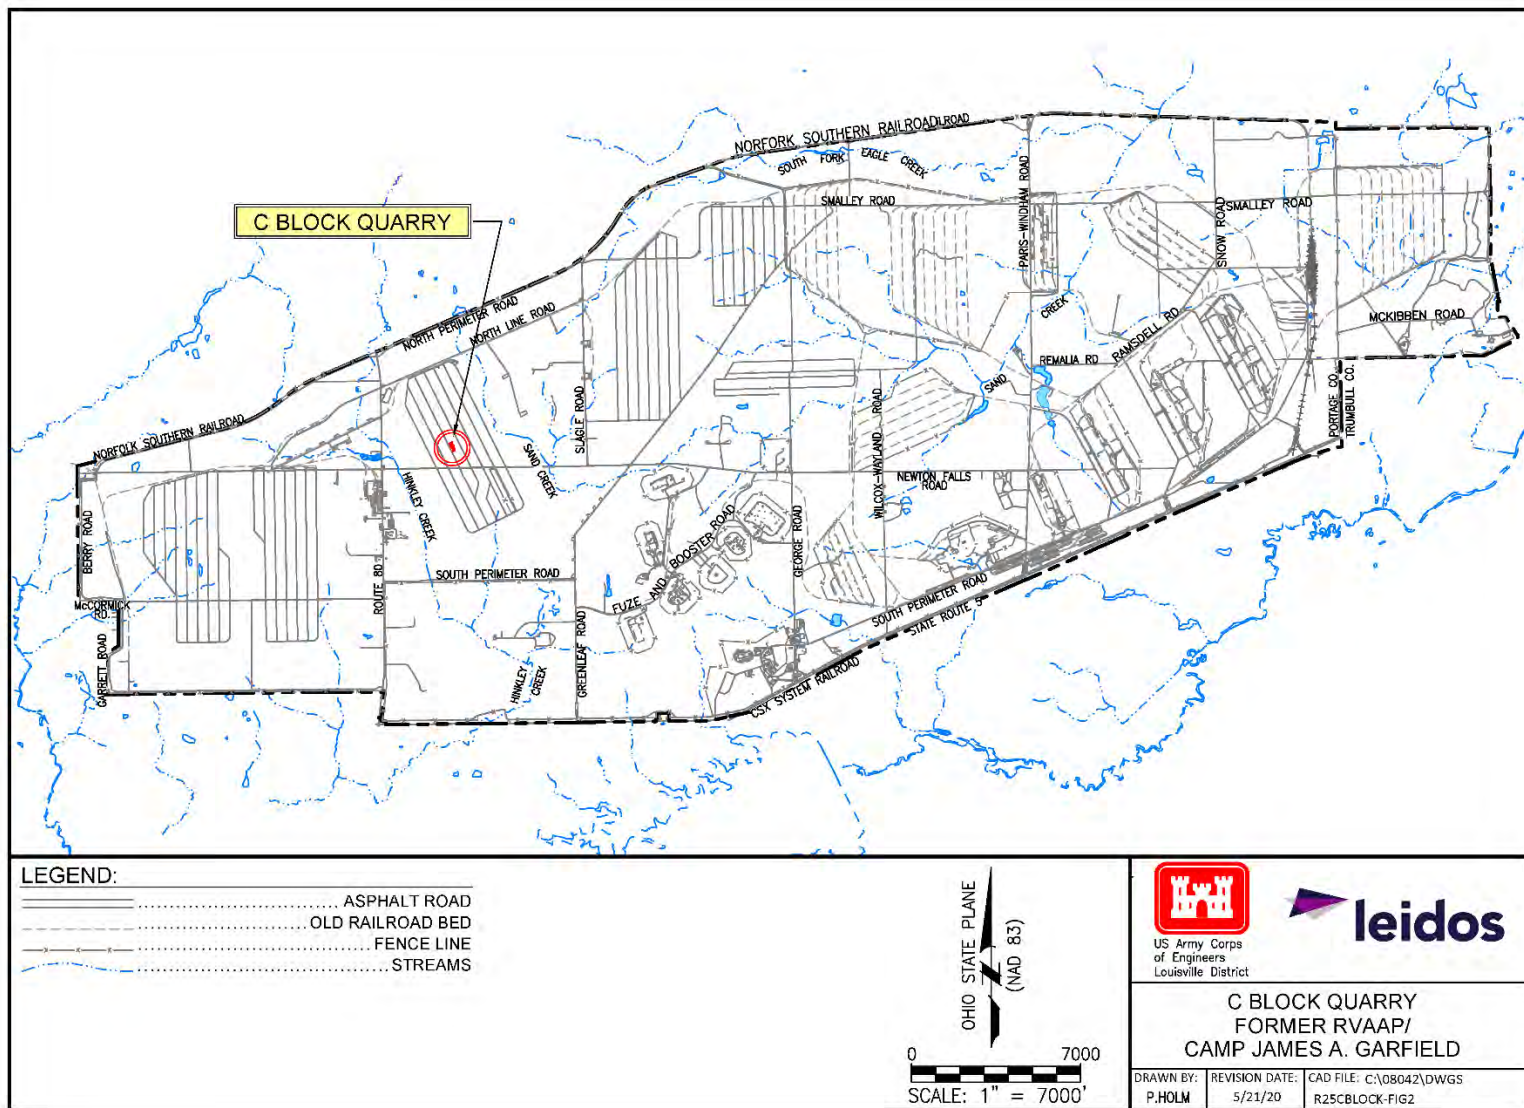 NORFORK SOUTHERN RAILROADLROAD
SOUTH FORK EAGLE CREEK
SMALLEY ROAD
PARIS-WINDHAM ROAD
SNOW ROAD
SMALLEY ROAD
C BLOCK QUARRY
NORTH PERIMETER ROAD
NORTH LINE ROAD
CREEK
RAMSDELL RD
MCKIBBEN ROAD
REMALIA RD
SAND
PORTAGE CO.
TRUMBULL CO.
NORFOLK SOUTHERN RAILROAD
SLAGLE ROAD
SAND CREEK
HINKLEY CREEK
WILCOX-WAYLAND ROAD
NEWTON FALLS
ROAD
BERRY ROAD
ROUTE 80
GEORGE ROAD
FUZE AND BOOSTER ROAD
SOUTH PERIMETER ROAD
McCORMICK
RD.
GARRETT ROAD
GREENLEAF ROAD
HINKLEY
CREEK
SOUTH PERIMETER ROAD
STATE ROUTE 5
CSX SYSTEM RAILROAD
LEGEND:
ASPHALT ROAD
OLD RAILROAD BED
FENCE LINE
STREAMS
OHIO STATE PLANE
(NAD 83)
0 7000
SCALE: 1" = 7000'
US Army Corps
of Engineers
Louisville District
leidos
C BLOCK QUARRY
FORMER RVAAP/
CAMP JAMES A. GARFIELD
DRAWN BY: REVISION DATE: CAD FILE: C:\08042\DWGS
P.HOLM 5/21/20 R25CBLOCK-FIG2